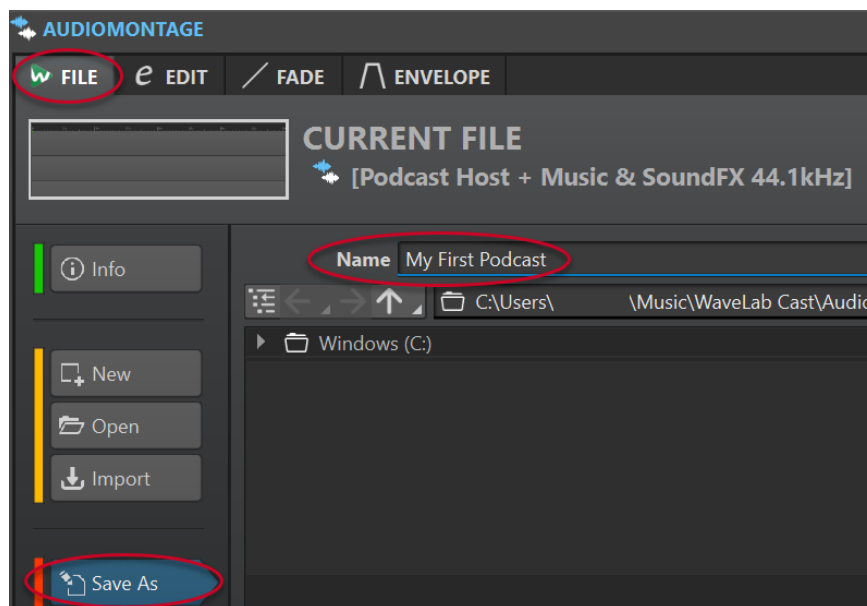 AUDIOMONTAGE
FILE EDIT FADE ENVELOPE
CURRENT FILE
[Podcast Host + Music & SoundFX 44.1kHz]
Info
Name My First Podcast
C:\Users\ \Music\WaveLab Cast\Audio
Windows (C:)
New
Open
Import
Save As